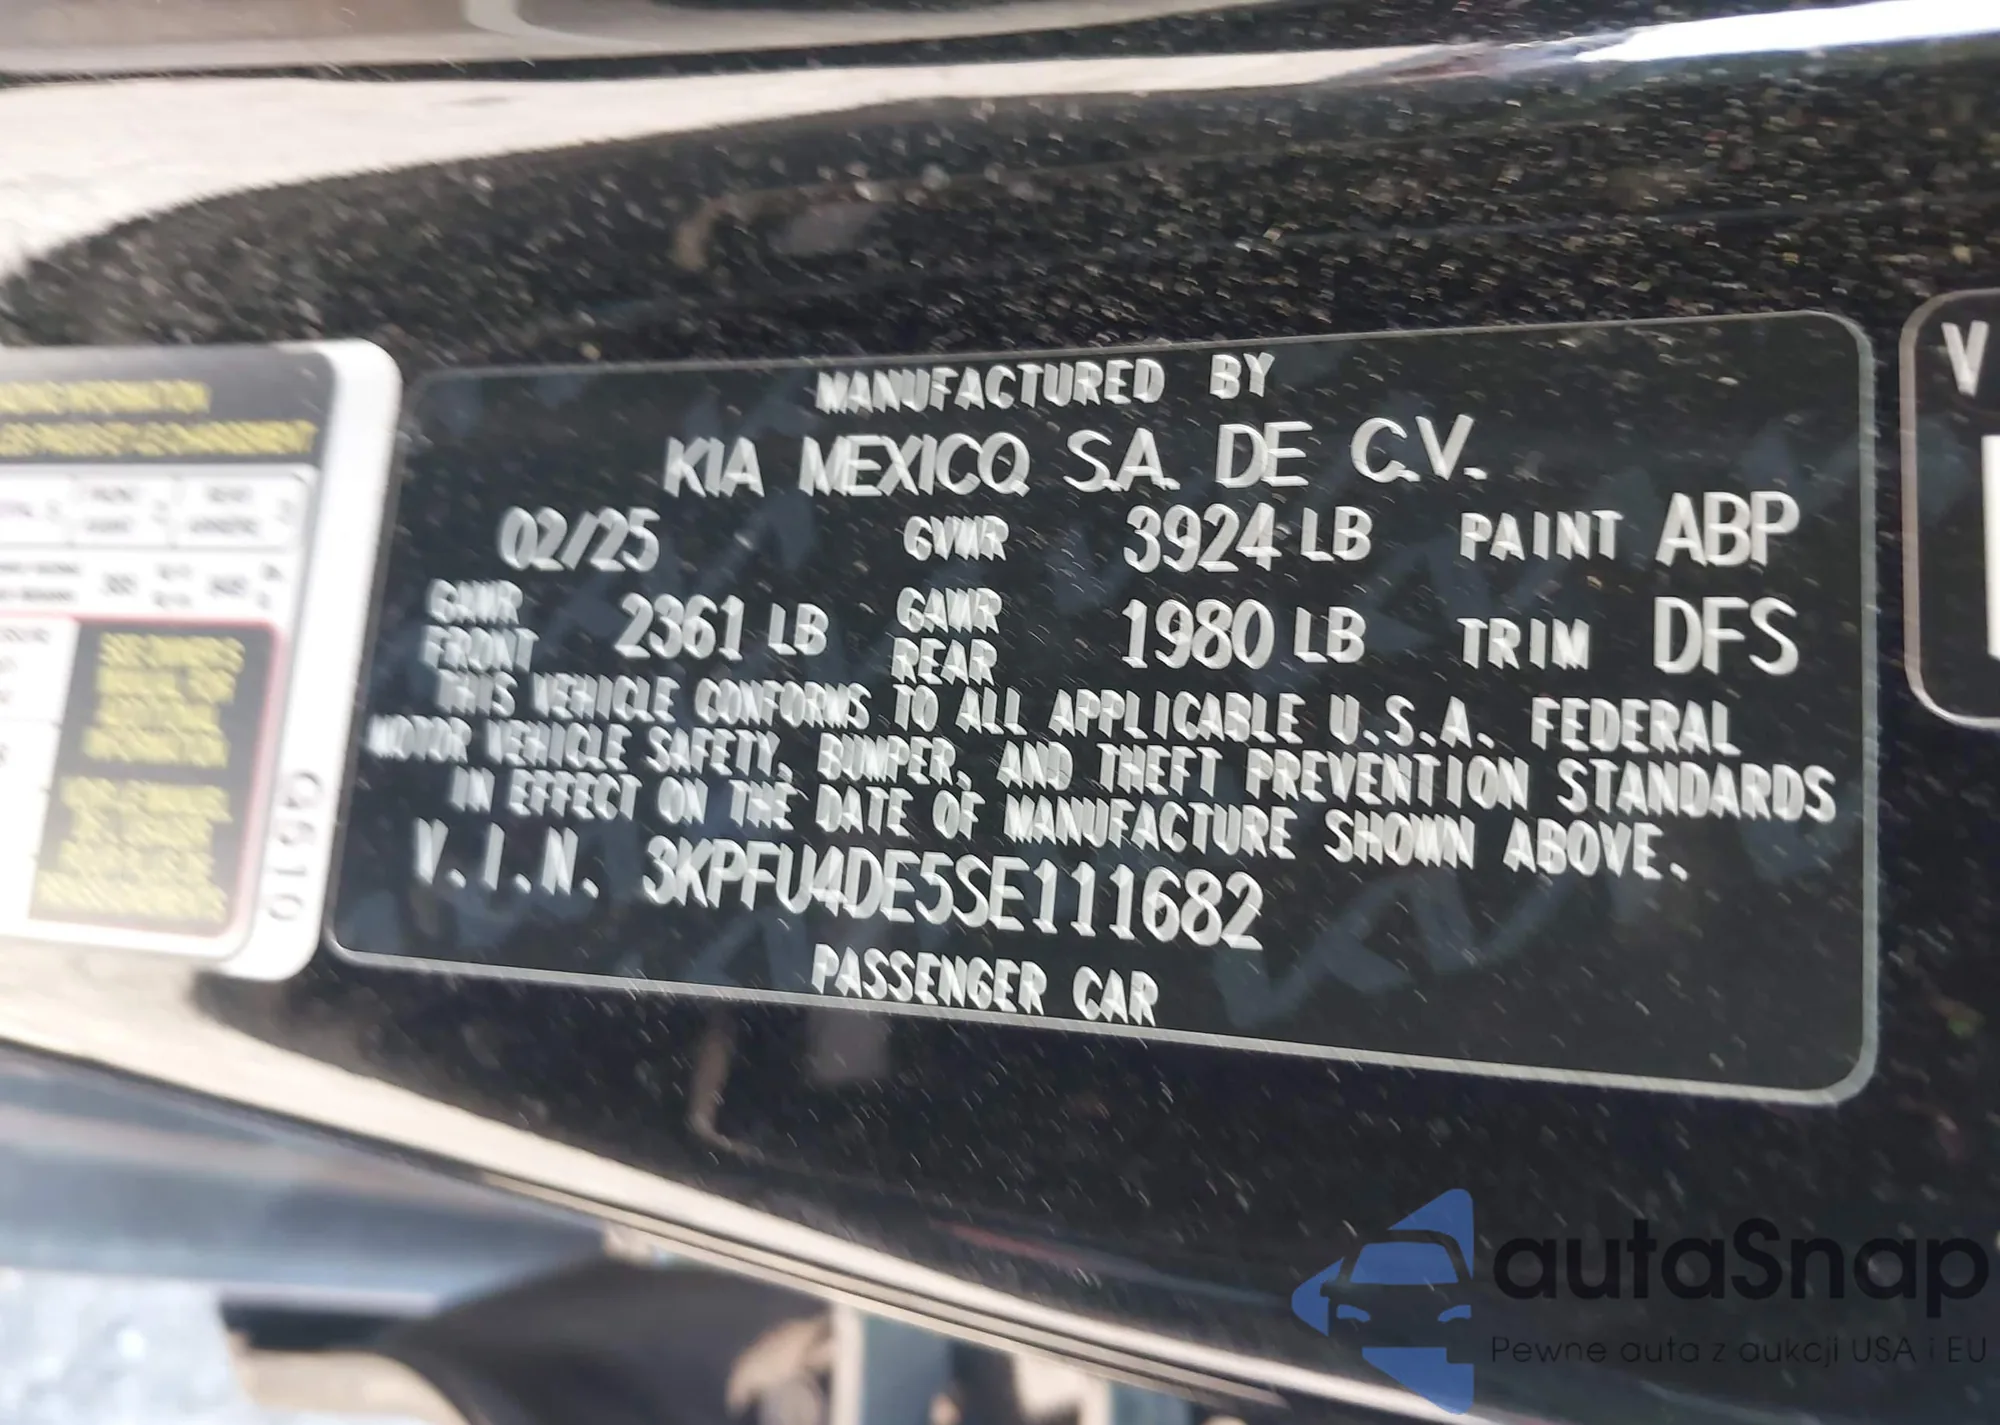 MANUFACTURED BY
KIA MEXICO S.A. DE C.V.
02/25 GVWR 3924 LB PAINT ABP
GAWR FRONT 2361 LB GAWR REAR 1980 LB TRIM DFS
THIS VEHICLE CONFORMS TO ALL APPLICABLE U.S.A. FEDERAL
MOTOR VEHICLE SAFETY, BUMPER, AND THEFT PREVENTION STANDARDS
IN EFFECT ON THE DATE OF MANUFACTURE SHOWN ABOVE.
V.I.N. 3KPFU4DE5SE111682
PASSENGER CAR
V
autaSnap
Pewne auta z aukcji USA i EU